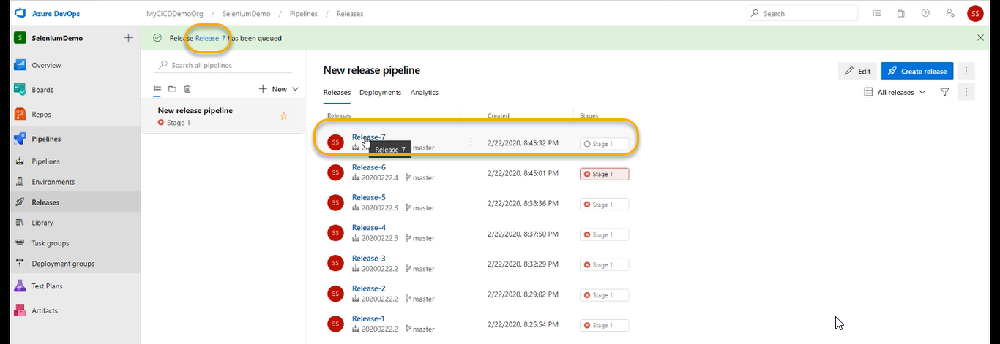 Azure DevOps
MyCICDDemoOrg / SeleniumDemo / Pipelines / Releases
Search
SS
S SeleniumDemo
Overview
Boards
Repos
Pipelines
Pipelines
Environments
Releases
Library
Task groups
Deployment groups
Test Plans
Artifacts
Release Release-7 has been queued
Search all pipelines
New
New release pipeline
Stage 1
New release pipeline
Edit
Create release
Releases Deployments Analytics
All releases
Releases Created Stages
SS Release-7 2/22/2020, 8:45:32 PM Stage 1
master
Release-7
SS Release-6 2/22/2020, 8:45:01 PM Stage 1
20200222.4 master
SS Release-5 2/22/2020, 8:38:36 PM Stage 1
20200222.3 master
SS Release-4 2/22/2020, 8:37:50 PM Stage 1
20200222.3 master
SS Release-3 2/22/2020, 8:32:29 PM Stage 1
20200222.2 master
SS Release-2 2/22/2020, 8:29:02 PM Stage 1
20200222.2 master
SS Release-1 2/22/2020, 8:25:54 PM Stage 1
20200222.2 master